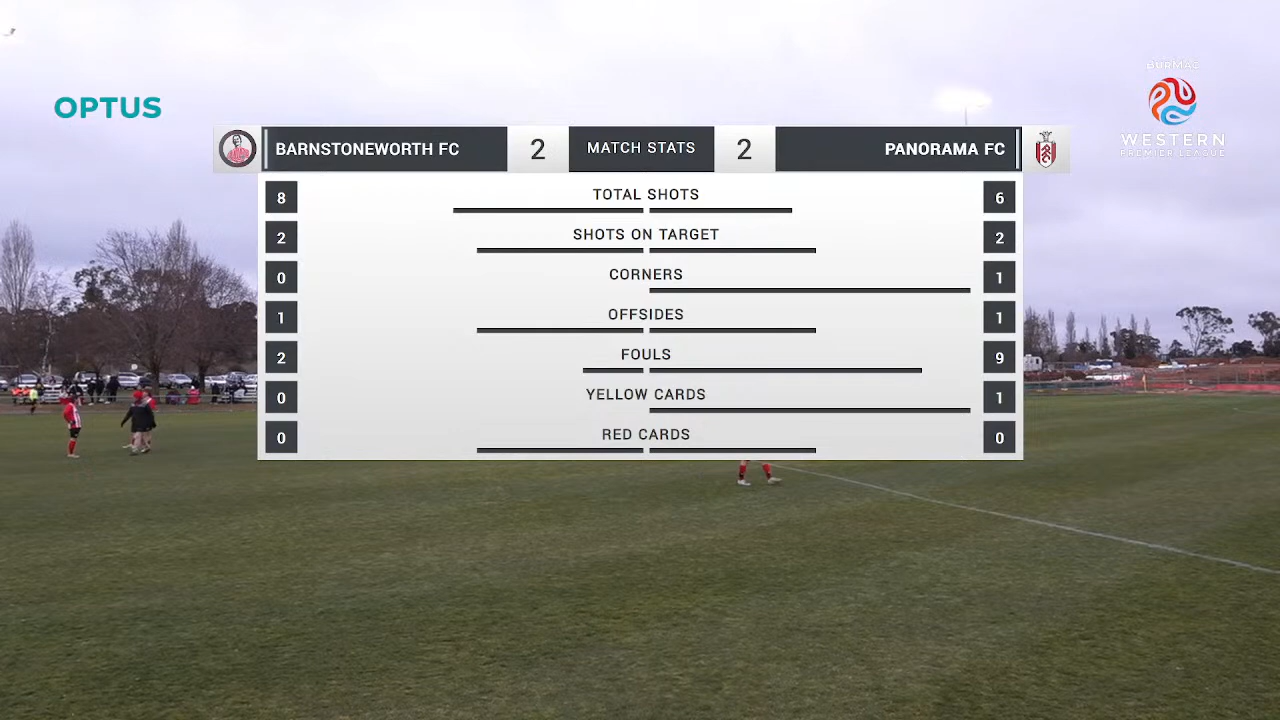 BURMAC
OPTUS
WESTERN
PREMIER LEAGUE
BARNSTONEWORTH FC 2 MATCH STATS 2 PANORAMA FC
8 TOTAL SHOTS 6
2 SHOTS ON TARGET 2
0 CORNERS 1
1 OFFSIDES 1
2 FOULS 9
0 YELLOW CARDS 1
0 RED CARDS 0